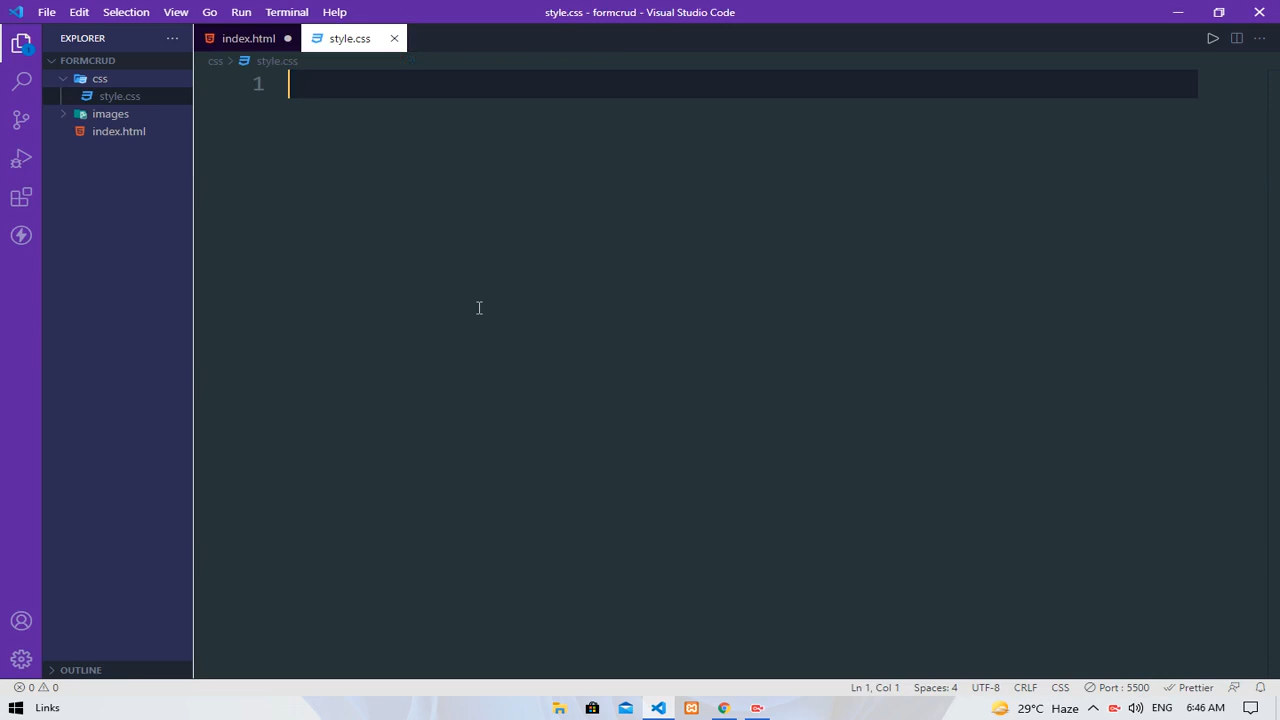 File Edit Selection View Go Run Terminal Help style.css - formcrud - Visual Studio Code
EXPLORER ...
index.html style.css
FORMCRUD
css > style.css
css
style.css
images
index.html
1
1
OUTLINE
0 0
Ln 1, Col 1 Spaces: 4 UTF-8 CRLF CSS Port : 5500 Prettier
Links 29°C Haze ENG 6:46 AM